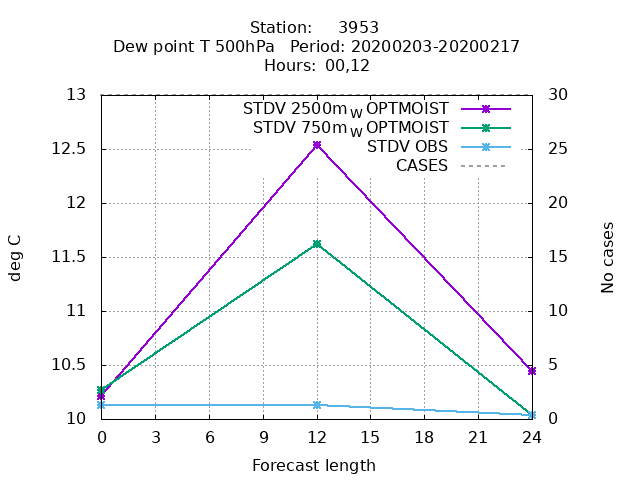 Station: 3953
Dew point T 500hPa Period: 20200203-20200217
Hours: 00,12
13 30
STDV 2500m_W OPTMOIST
STDV 750m_W OPTMOIST
STDV OBS
CASES
12.5 25
12 20
11.5 15
11 10
10.5 5
10 0
deg C
No cases
0 3 6 9 12 15 18 21 24
Forecast length